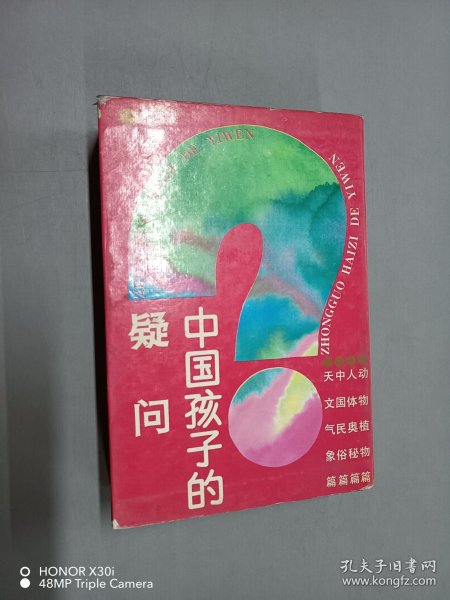 DE YIWEN
ZHONGGUO HAIZI DE YIWEN
中国孩子的
疑问
动物植物篇
人体奥秘篇
中国民俗篇
天文气象篇
HONOR X30i
48MP Triple Camera
孔夫子旧书网
www.kongfz.com